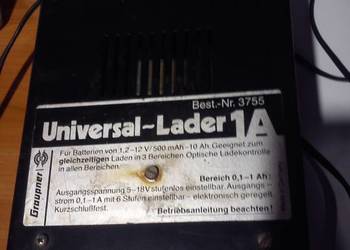 Best.-Nr. 3755
Universal~Lader 1A
Graupner
Für Batterien von 1,2-12 V/500 mAh-10 Ah. Geeignet zum
gleichzeitigen Laden in 3 Bereichen. Optische Ladekontrolle
in allen Bereichen.
Bereich 0,1-1 Ah:
Ausgangsspannung 5-18V stufenlos einstellbar. Ausgangs-
strom 0,1-1 A mit 6 Stufen einstellbar - elektronisch geregelt.
Kurzschlußfest.
Betriebsanleitung beachten!